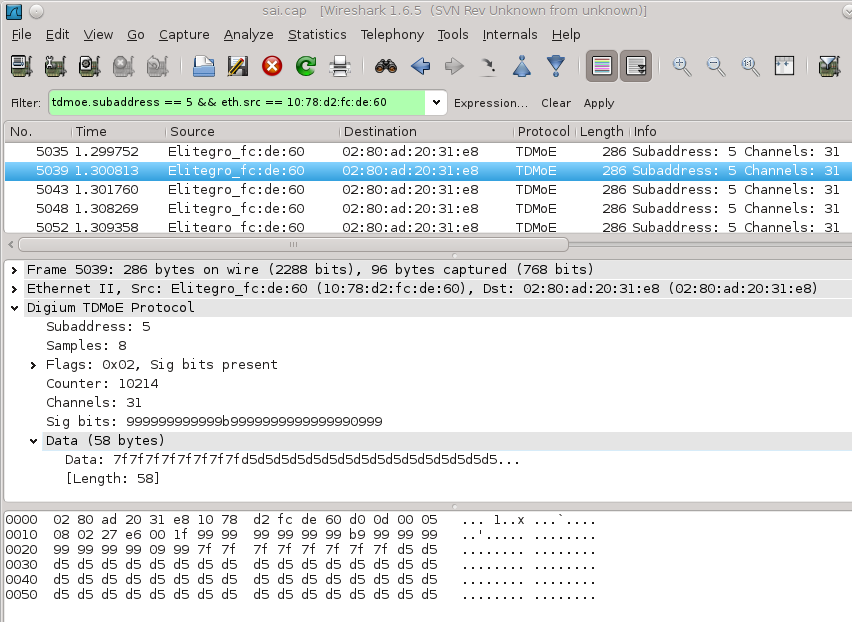 sai.cap   [Wireshark 1.6.5  (SVN Rev Unknown from unknown)]
File  Edit  View  Go  Capture  Analyze  Statistics  Telephony  Tools  Internals  Help
Filter: tdmoe.subaddress == 5 && eth.src == 10:78:d2:fc:de:60  Expression...  Clear  Apply
No.  Time  Source  Destination  Protocol  Length  Info
5035 1.299752  Elitegro_fc:de:60  02:80:ad:20:31:e8  TDMoE  286 Subaddress: 5 Channels: 31
5039 1.300813  Elitegro_fc:de:60  02:80:ad:20:31:e8  TDMoE  286 Subaddress: 5 Channels: 31
5043 1.301760  Elitegro_fc:de:60  02:80:ad:20:31:e8  TDMoE  286 Subaddress: 5 Channels: 31
5048 1.308269  Elitegro_fc:de:60  02:80:ad:20:31:e8  TDMoE  286 Subaddress: 5 Channels: 31
5052 1.309358  Elitegro_fc:de:60  02:80:ad:20:31:e8  TDMoE  286 Subaddress: 5 Channels: 31
Frame 5039: 286 bytes on wire (2288 bits), 96 bytes captured (768 bits)
Ethernet II, Src: Elitegro_fc:de:60 (10:78:d2:fc:de:60), Dst: 02:80:ad:20:31:e8 (02:80:ad:20:31:e8)
Digium TDMoE Protocol
Subaddress: 5
Samples: 8
Flags: 0x02, Sig bits present
Counter: 10214
Channels: 31
Sig bits: 999999999999b9999999999999990999
Data (58 bytes)
Data: 7f7f7f7f7f7f7f7fd5d5d5d5d5d5d5d5d5d5d5d5d5d5d5d5...
[Length: 58]
0000  02 80 ad 20 31 e8 10 78  d2 fc de 60 d0 0d 00 05   ... 1..x ...`....
0010  08 02 27 e6 00 1f 99 99  99 99 99 99 b9 99 99 99   ..'..... ........
0020  99 99 99 99 09 99 7f 7f  7f 7f 7f 7f 7f 7f d5 d5   ........ ........
0030  d5 d5 d5 d5 d5 d5 d5 d5  d5 d5 d5 d5 d5 d5 d5 d5   ........ ........
0040  d5 d5 d5 d5 d5 d5 d5 d5  d5 d5 d5 d5 d5 d5 d5 d5   ........ ........
0050  d5 d5 d5 d5 d5 d5 d5 d5  d5 d5 d5 d5 d5 d5 d5 d5   ........ ........